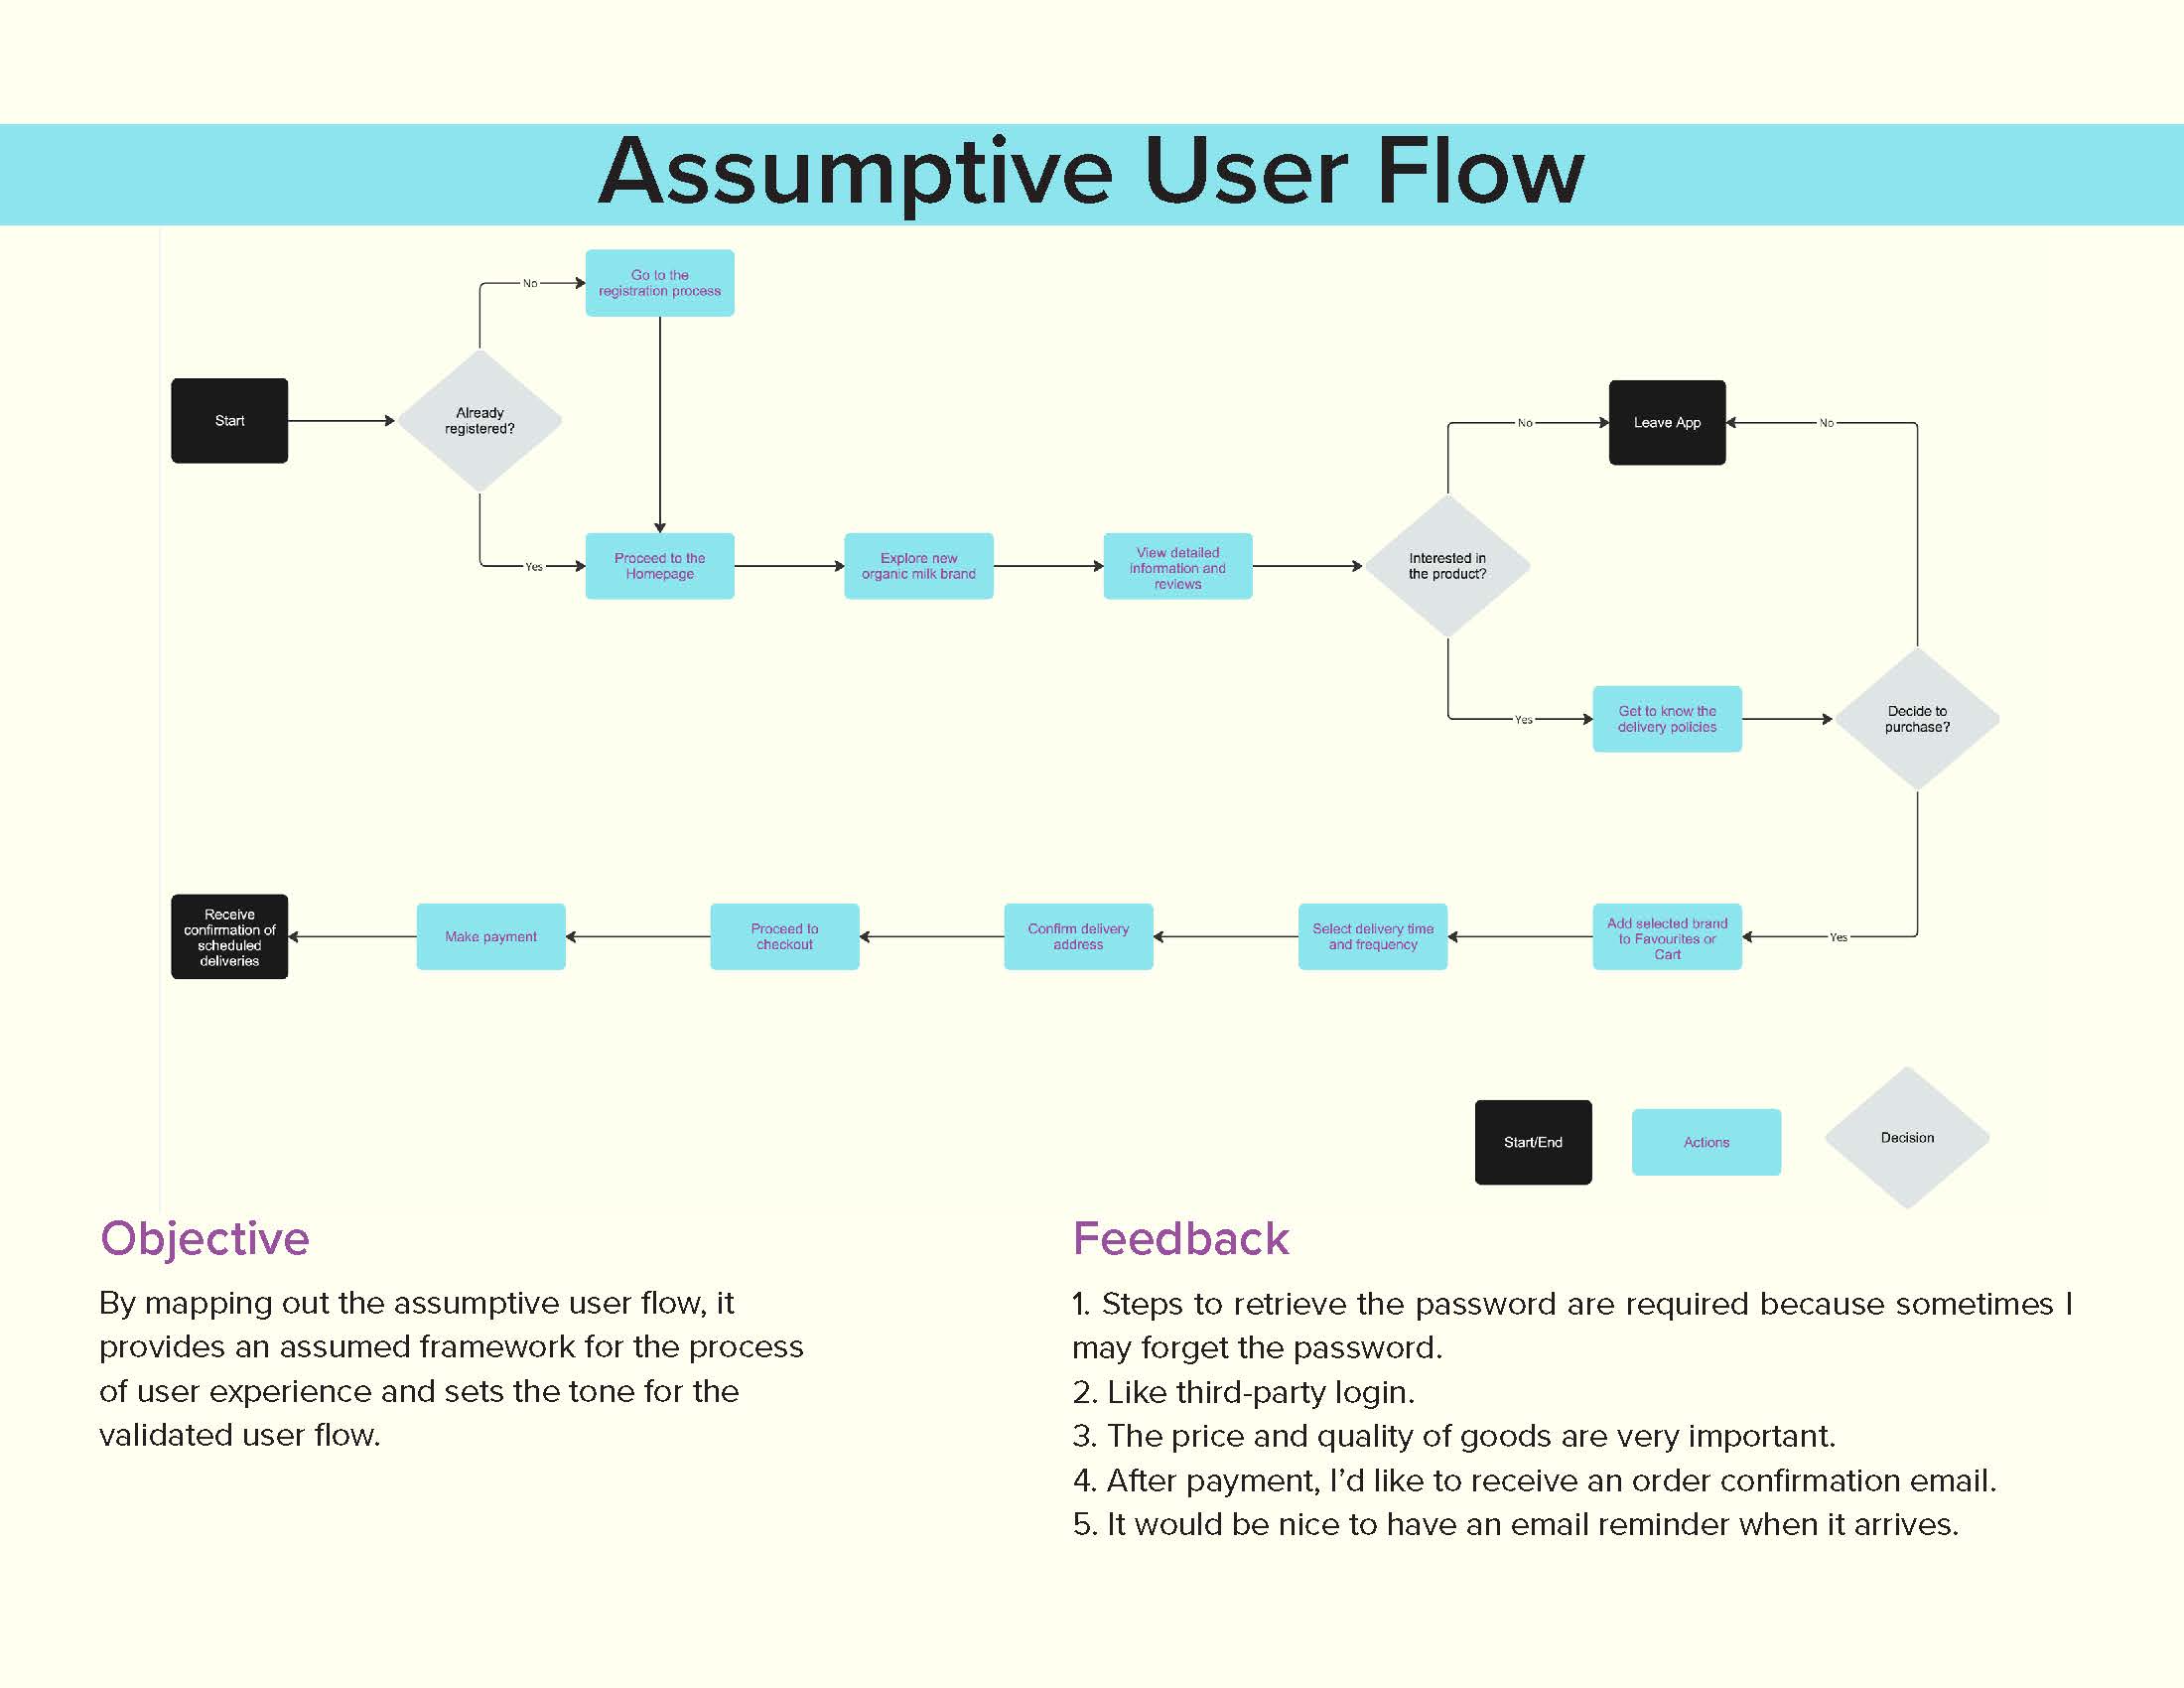 Assumptive User Flow
No
Go to the
registration process
Start
Already
registered?
Yes
Proceed to the
Homepage
Explore new
organic milk brand
View detailed
information and
reviews
Interested in
the product?
No
Leave App
No
Yes
Get to know the
delivery policies
Decide to
purchase?
Yes
Add selected brand
to Favourites or
Cart
Select delivery time
and frequency
Confirm delivery
address
Proceed to
checkout
Make payment
Receive
confirmation of
scheduled
deliveries
Start/End
Actions
Decision
Objective
By mapping out the assumptive user flow, it
provides an assumed framework for the process
of user experience and sets the tone for the
validated user flow.
Feedback
1. Steps to retrieve the password are required because sometimes I
may forget the password.
2. Like third-party login.
3. The price and quality of goods are very important.
4. After payment, I’d like to receive an order confirmation email.
5. It would be nice to have an email reminder when it arrives.